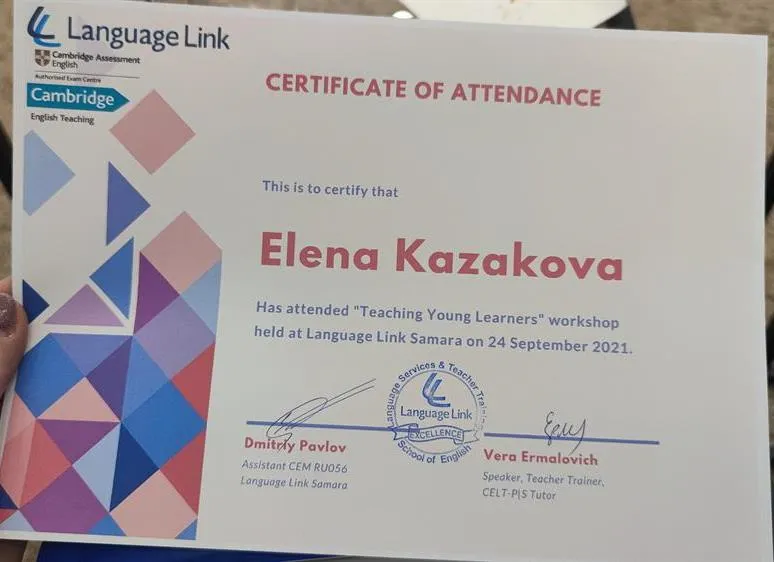 Language Link
Cambridge Assessment
English
Authorised Exam Centre
Cambridge
English Teaching
CERTIFICATE OF ATTENDANCE
This is to certify that
Elena Kazakova
Has attended "Teaching Young Learners" workshop
held at Language Link Samara on 24 September 2021.
Language Services & Teacher Training
Language Link
EXCELLENCE
School of English
Dmitriy Pavlov
Assistant CEM RU056
Language Link Samara
Vera Ermalovich
Speaker, Teacher Trainer,
CELT-P|S Tutor